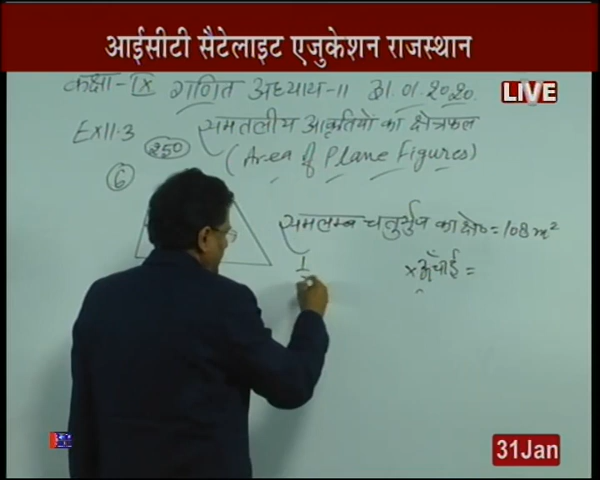 आईसीटी सैटेलाइट एजुकेशन राजस्थान
कक्षा-IX गणित अध्याय-11 31.01.2020.
LIVE
Ex11.3 समतलीय आकृतियों का क्षेत्रफल
250
(Area of Plane Figures)
6
समलम्ब चतुर्भुज का क्षे० = 108 m²
1 × ऊँचाई =
31Jan